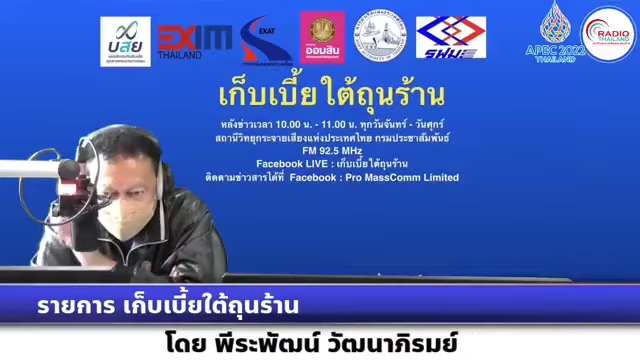 บสย
EXIM
THAILAND
EXAT
ออมสิน
รฟม
APEC 2022
THAILAND
RADIO
THAILAND
เก็บเบี้ยใต้ถุนร้าน
หลังข่าวเวลา 10.00 น. - 11.00 น. ทุกวันจันทร์ - วันศุกร์
สถานีวิทยุกระจายเสียงแห่งประเทศไทย กรมประชาสัมพันธ์
FM 92.5 MHz
Facebook LIVE : เก็บเบี้ยใต้ถุนร้าน
ติดตามข่าวสารได้ที่ Facebook : Pro MassComm Limited
รายการ เก็บเบี้ยใต้ถุนร้าน
โดย พีระพัฒน์ วัฒนาภิรมย์